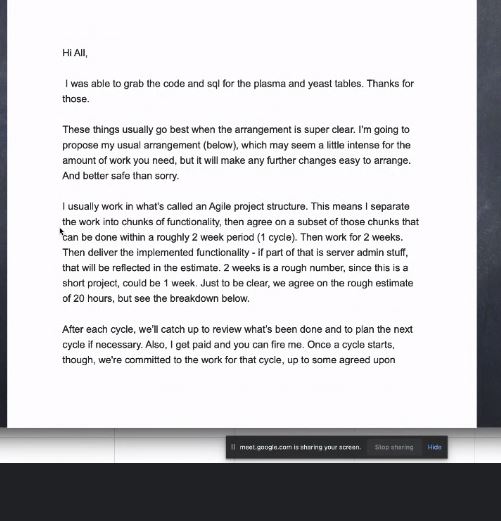 Hi All,
I was able to grab the code and sql for the plasma and yeast tables. Thanks for
those.
These things usually go best when the arrangement is super clear. I'm going to
propose my usual arrangement (below), which may seem a little intense for the
amount of work you need, but it will make any further changes easy to arrange.
And better safe than sorry.
I usually work in what's called an Agile project structure. This means I separate
the work into chunks of functionality, then agree on a subset of those chunks that
can be done within a roughly 2 week period (1 cycle). Then work for 2 weeks.
Then deliver the implemented functionality - if part of that is server admin stuff,
that will be reflected in the estimate. 2 weeks is a rough number, since this is a
short project, could be 1 week. Just to be clear, we agree on the rough estimate
of 20 hours, but see the breakdown below.
After each cycle, we'll catch up to review what's been done and to plan the next
cycle if necessary. Also, I get paid and you can fire me. Once a cycle starts,
though, we're committed to the work for that cycle, up to some agreed upon
meet.google.com is sharing your screen. Stop sharing Hide